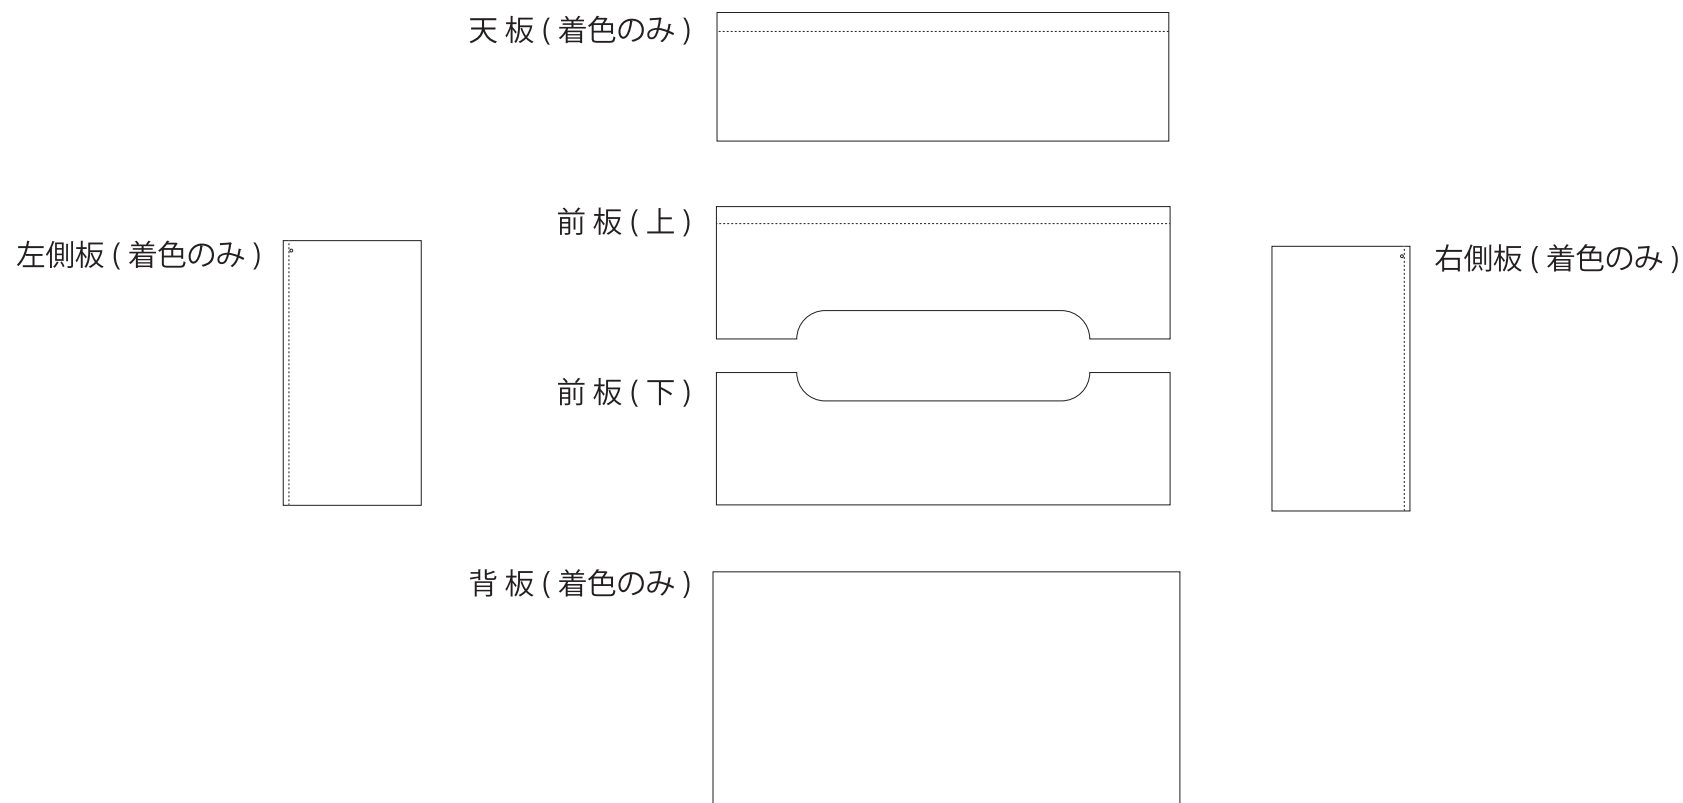 天 板 ( 着色のみ )
前 板 ( 上 )
左側板 ( 着色のみ )
右側板 ( 着色のみ )
前 板 ( 下 )
背 板 ( 着色のみ )